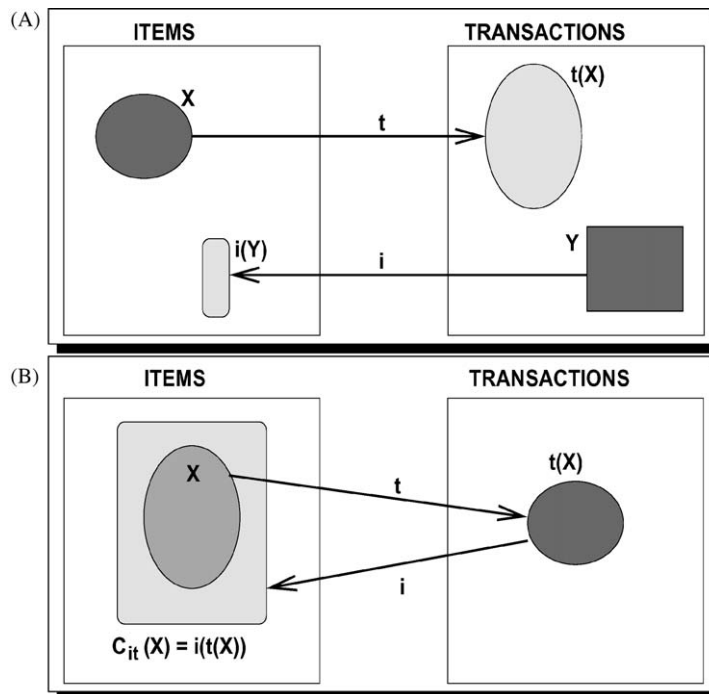 (A)
ITEMS TRANSACTIONS
X t(X)
t
i(Y) Y
i
(B)
ITEMS TRANSACTIONS
X t(X)
t
i
C_it (X) = i(t(X))